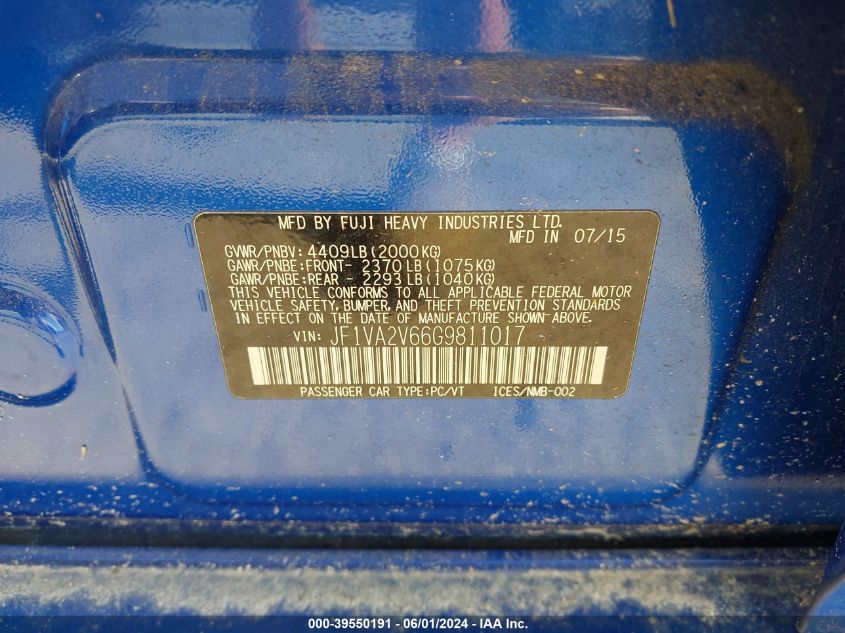 MFD BY FUJI HEAVY INDUSTRIES LTD.
MFD IN 07/15
GVWR/PNBV: 4409LB(2000KG)
GAWR/PNBE:FRONT- 2370LB(1075KG)
GAWR/PNBE:REAR - 2293LB(1040KG)
THIS VEHICLE CONFORMS TO ALL APPLICABLE FEDERAL MOTOR
VEHICLE SAFETY, BUMPER, AND THEFT PREVENTION STANDARDS
IN EFFECT ON THE DATE OF MANUFACTURE SHOWN ABOVE.
VIN: JF1VA2V66G9811017
PASSENGER CAR TYPE:PC/VT ICES/NMB-002
000-39550191 - 06/01/2024 - IAA Inc.